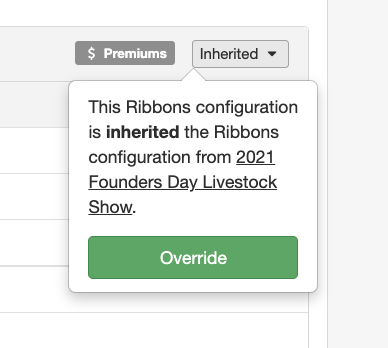 $ Premiums Inherited
This Ribbons configuration
is inherited the Ribbons
configuration from 2021
Founders Day Livestock
Show.
Override